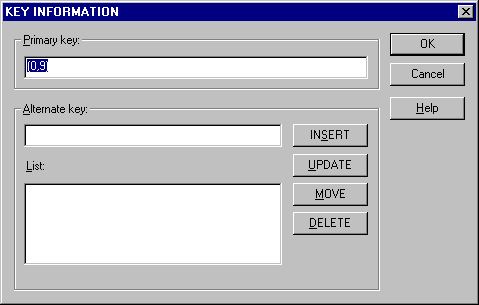 KEY INFORMATION
Primary key:
(0,9)
OK
Cancel
Help
Alternate key:
INSERT
List:
UPDATE
MOVE
DELETE